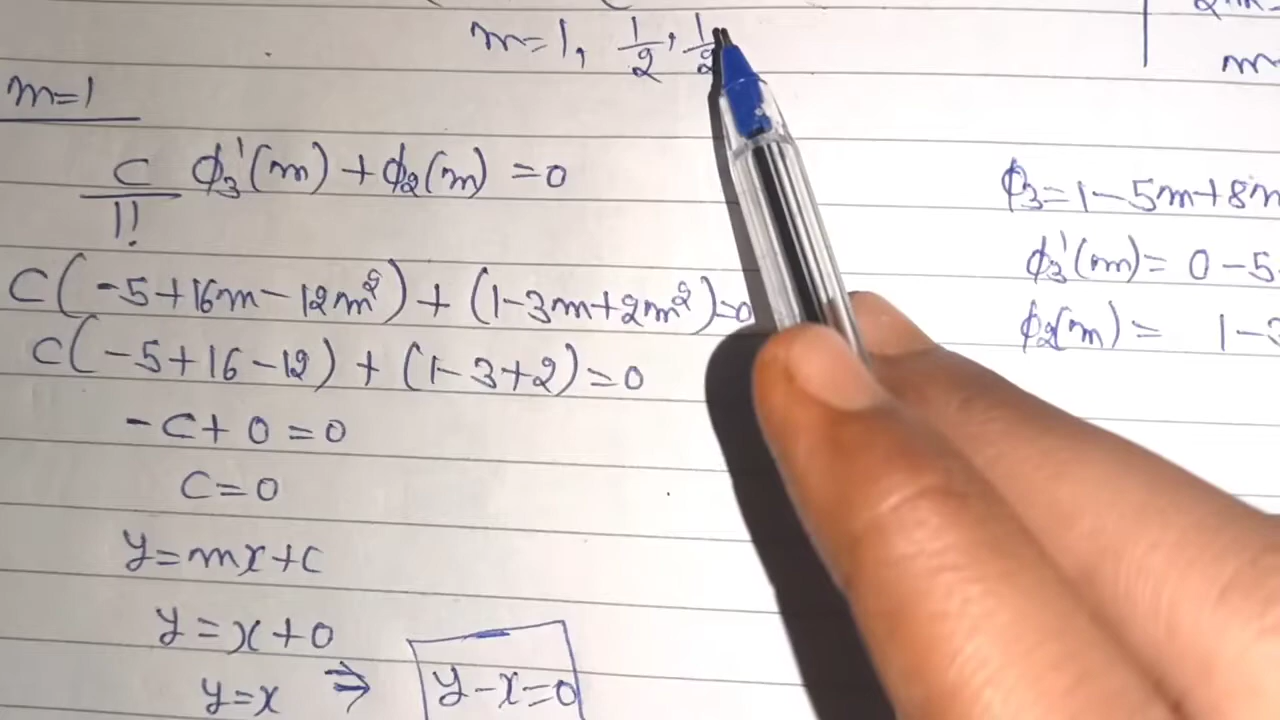 m=1, 1/2, 1/2
m=1
C/1! ϕ₃'(m) + ϕ₂(m) = 0
C(-5+16m-12m²) + (1-3m+2m²)=0
C(-5+16-12) + (1-3+2)=0
-C+0=0
C=0
y=mx+c
y=x+0
y=x ⇒ y-x=0
m
ϕ₃=1-5m+8m
ϕ₃'(m)= 0-5
ϕ₂(m)= 1-3